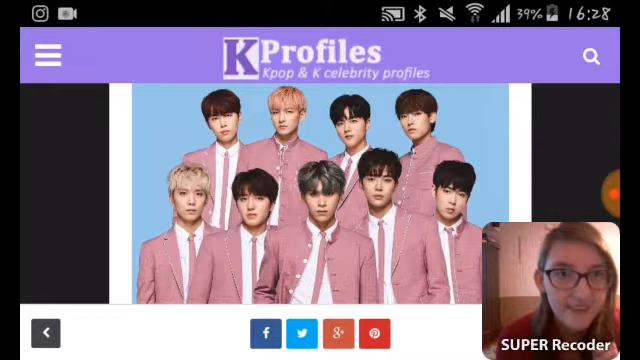 39% 16:28
KProfiles
Kpop & K celebrity profiles
f g+
SUPER Recoder